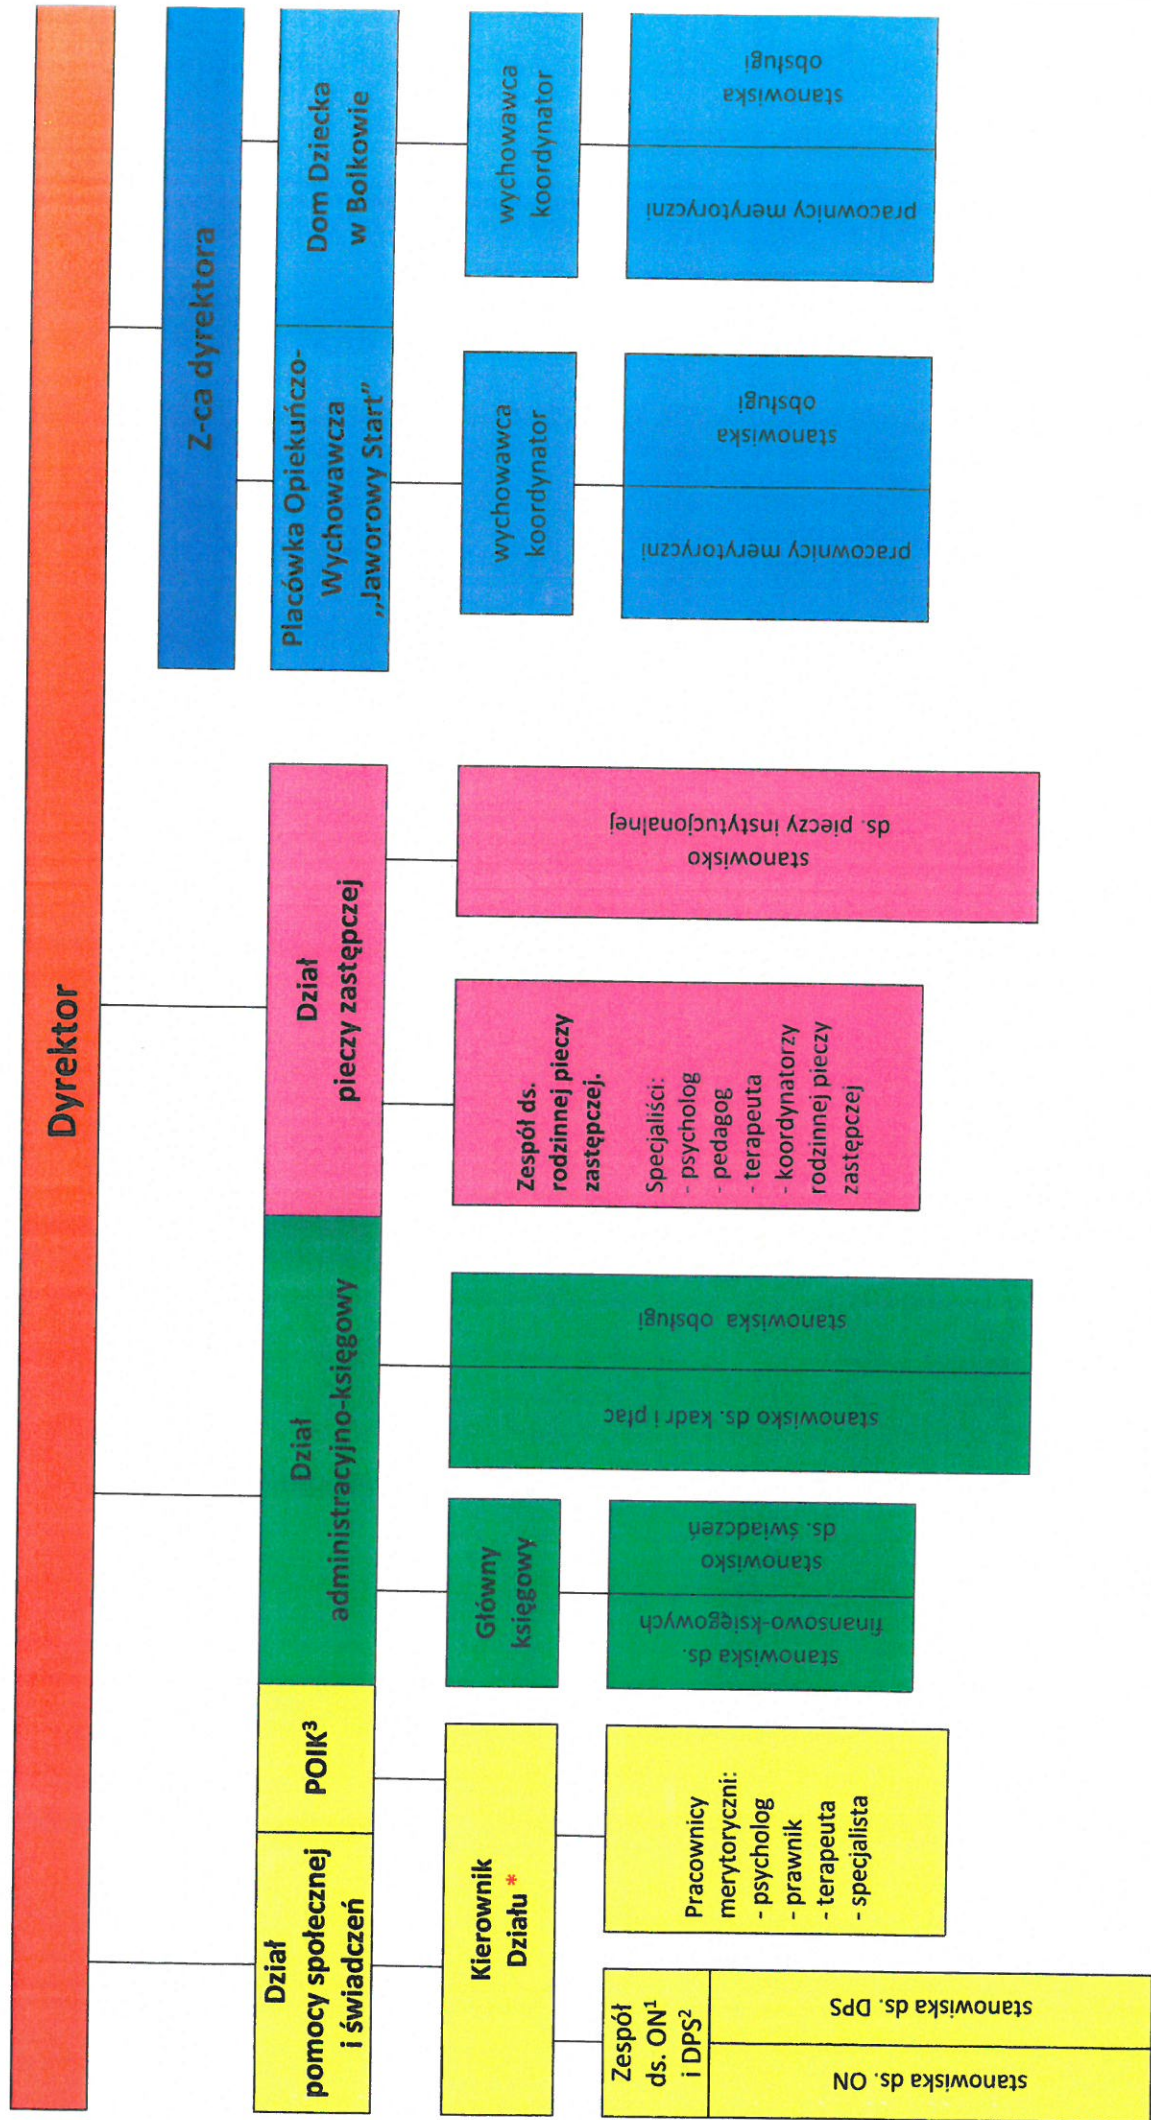 Dyrektor
Z-ca dyrektora
Dział
pomocy społecznej
i świadczeń
POIK³
Dział
administracyjno-księgowy
Dział
pieczy zastępczej
Placówka Opiekuńczo-
Wychowawcza
„Jaworowy Start”
Dom Dziecka
w Bolkowie
Kierownik
Działu *
Główny
księgowy
stanowisko ds. kadr i płac
stanowiska obsługi
Zespół ds.
rodzinnej pieczy
zastępczej.
Specjaliści:
- psycholog
- pedagog
- terapeuta
- koordynatorzy
rodzinnej pieczy
zastępczej
stanowisko
ds. pieczy instytucjonalnej
wychowawca
koordynator
wychowawca
koordynator
Zespół
ds. ON¹
i DPS²
stanowiska ds. ON
stanowiska ds. DPS
Pracownicy
merytoryczni:
- psycholog
- prawnik
- terapeuta
- specjalista
stanowiska ds.
finansowo-księgowych
stanowisko
ds. świadczeń
pracownicy merytoryczni
stanowiska
obsługi
pracownicy merytoryczni
stanowiska
obsługi